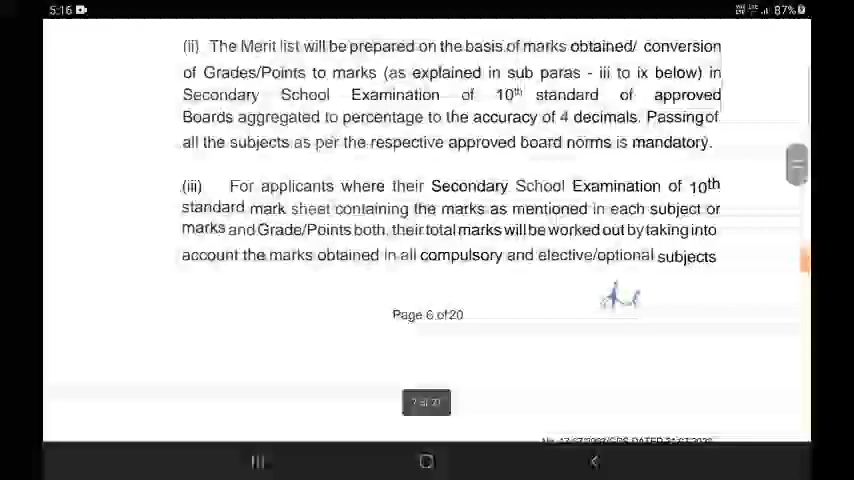 5:16
87%
(ii) The Merit list will be prepared on the basis of marks obtained/ conversion
of Grades/Points to marks (as explained in sub paras - iii to ix below) in
Secondary School Examination of 10th standard of approved
Boards aggregated to percentage to the accuracy of 4 decimals. Passing of
all the subjects as per the respective approved board norms is mandatory.
(iii) For applicants where their Secondary School Examination of 10th
standard mark sheet containing the marks as mentioned in each subject or
marks and Grade/Points both, their total marks will be worked out by taking into
account the marks obtained in all compulsory and elective/optional subjects
Page 6 of 20